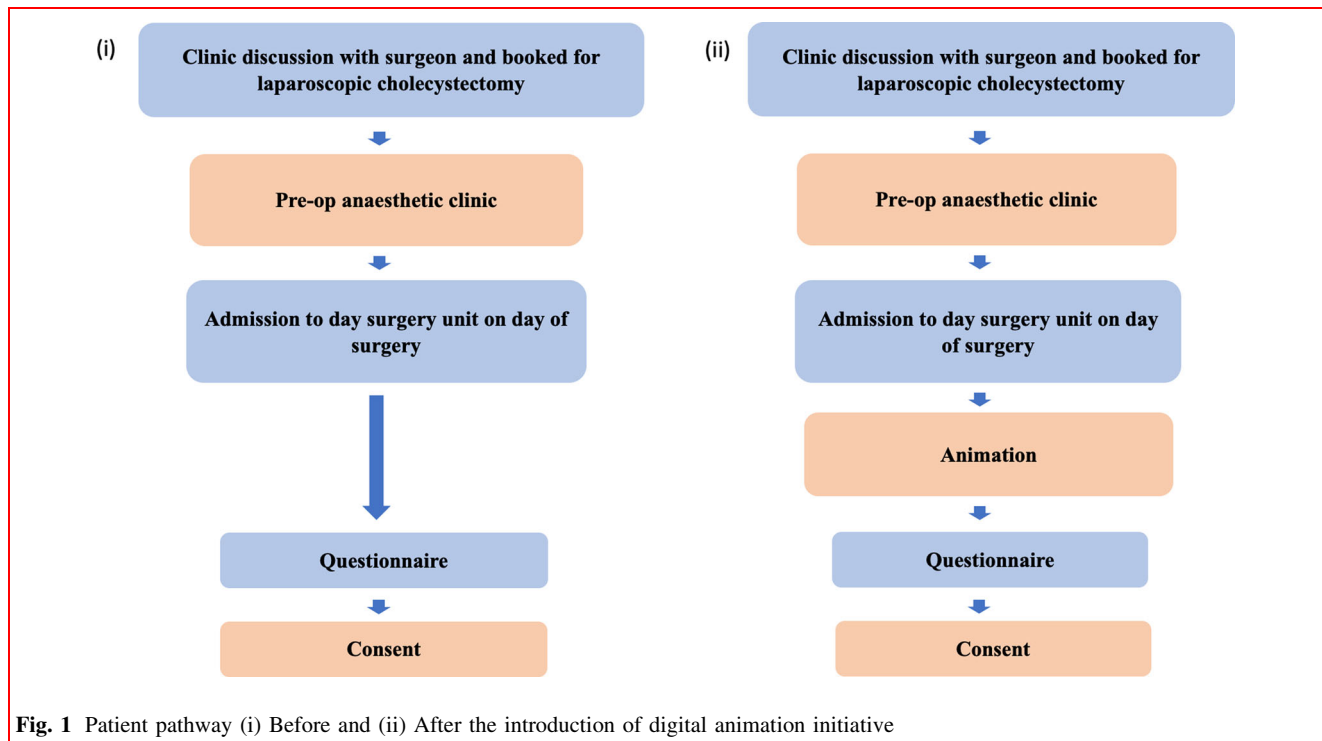 (i)
Clinic discussion with surgeon and booked for
laparoscopic cholecystectomy
Pre-op anaesthetic clinic
Admission to day surgery unit on day of
surgery
Questionnaire
Consent
(ii)
Clinic discussion with surgeon and booked for
laparoscopic cholecystectomy
Pre-op anaesthetic clinic
Admission to day surgery unit on day
of surgery
Animation
Questionnaire
Consent
Fig. 1 Patient pathway (i) Before and (ii) After the introduction of digital animation initiative